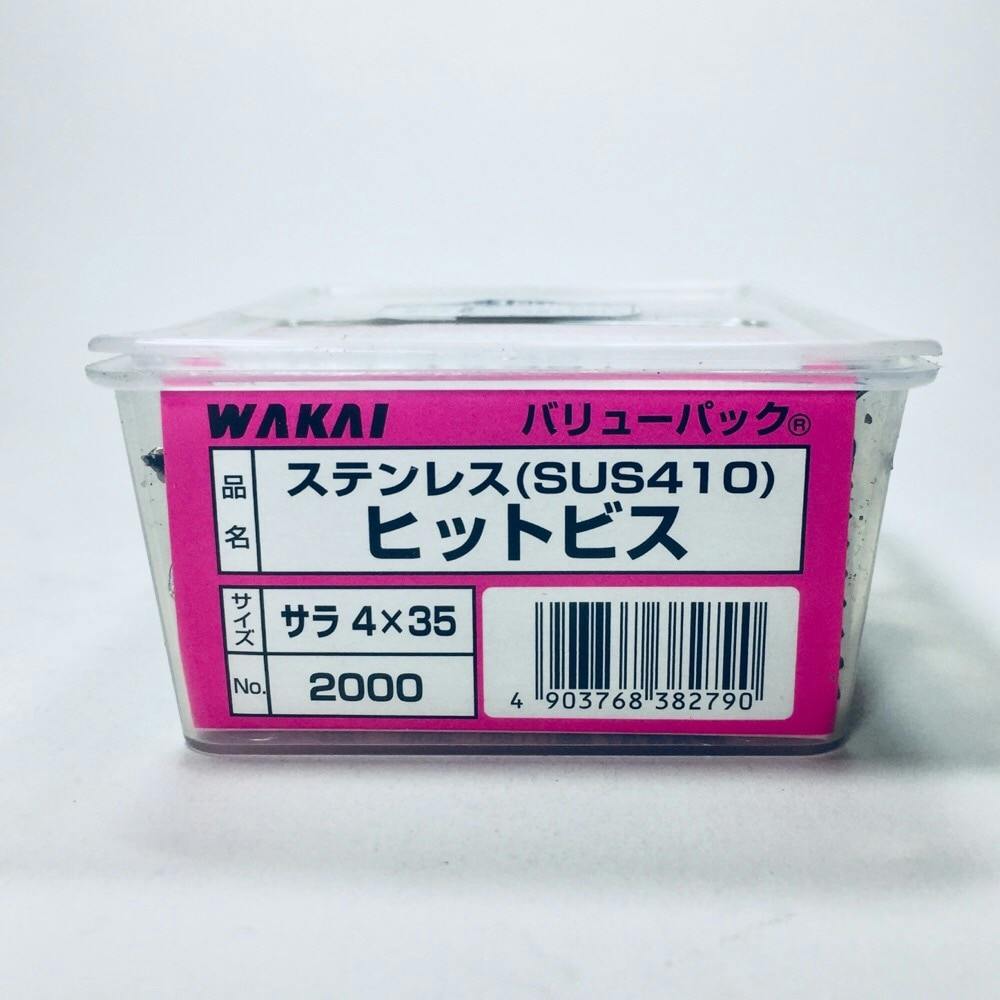 WAKAI バリューパック®
品名 ステンレス(SUS410)
ヒットビス
サイズ サラ 4×35
No. 2000
4 903768 382790